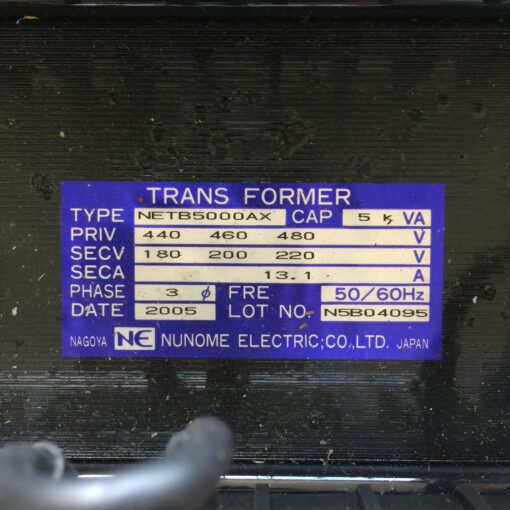 TRANS FORMER
TYPE NETB5000AX CAP 5 k VA
PRIV 440 460 480 V
SECV 180 200 220 V
SECA 13.1 A
PHASE 3 ø FRE 50/60Hz
DATE 2005 LOT NO. N5B04095
NAGOYA NE NUNOME ELECTRIC;CO.,LTD. JAPAN